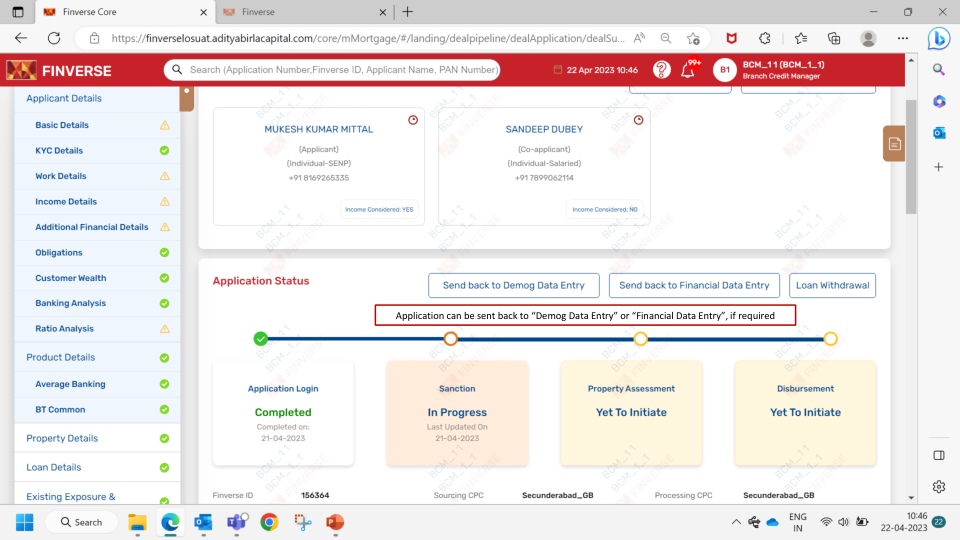 Finverse Core
Finverse
https://finverselosuat.adityabirlacapital.com/core/mMortgage/#/landing/dealpipeline/dealApplication/dealSu...
FINVERSE
Search (Application Number,Finverse ID, Applicant Name, PAN Number)
22 Apr 2023 10:46
99+
B1
BCM_11 (BCM_1_1)
Branch Credit Manager
Applicant Details
Basic Details
KYC Details
Work Details
Income Details
Additional Financial Details
Obligations
Customer Wealth
Banking Analysis
Ratio Analysis
Product Details
Average Banking
BT Common
Property Details
Loan Details
Existing Exposure &
MUKESH KUMAR MITTAL
(Applicant)
(Individual-SENP)
+91 8169265335
Income Considered: YES
SANDEEP DUBEY
(Co-applicant)
(Individual-Salaried)
+91 7899062114
Income Considered: NO
Application Status
Send back to Demog Data Entry
Send back to Financial Data Entry
Loan Withdrawal
Application can be sent back to “Demog Data Entry” or “Financial Data Entry”, if required
Application Login
Completed
Completed on:
21-04-2023
Sanction
In Progress
Last Updated On
21-04-2023
Property Assessment
Yet To Initiate
Disbursement
Yet To Initiate
Finverse ID 156364
Sourcing CPC Secunderabad_GB
Processing CPC Secunderabad_GB
BCM_11
BCM_1_1
FINVERSE
Search
ENG
IN
10:46
22-04-2023
22